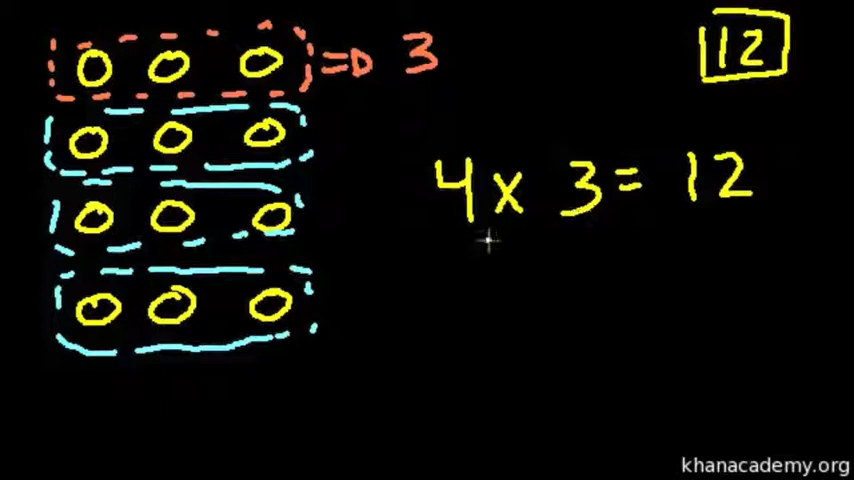 => 3
12
4 x 3 = 12
khanacademy.org